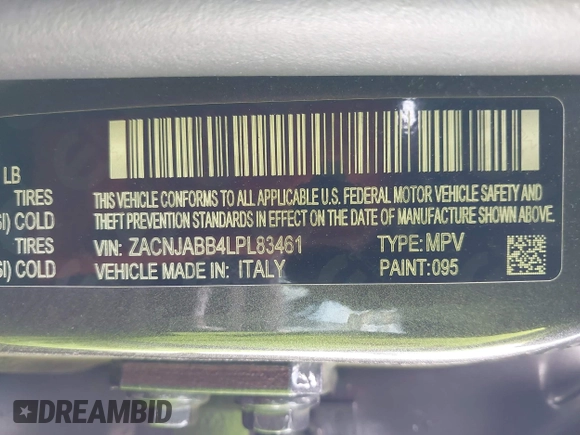 LB
TIRES
SI) COLD
TIRES
SI) COLD
THIS VEHICLE CONFORMS TO ALL APPLICABLE U.S. FEDERAL MOTOR VEHICLE SAFETY AND
THEFT PREVENTION STANDARDS IN EFFECT ON THE DATE OF MANUFACTURE SHOWN ABOVE.
VIN: ZACNJABB4LPL83461 TYPE: MPV
VEHICLE MADE IN: ITALY PAINT: 095
DREAMBID